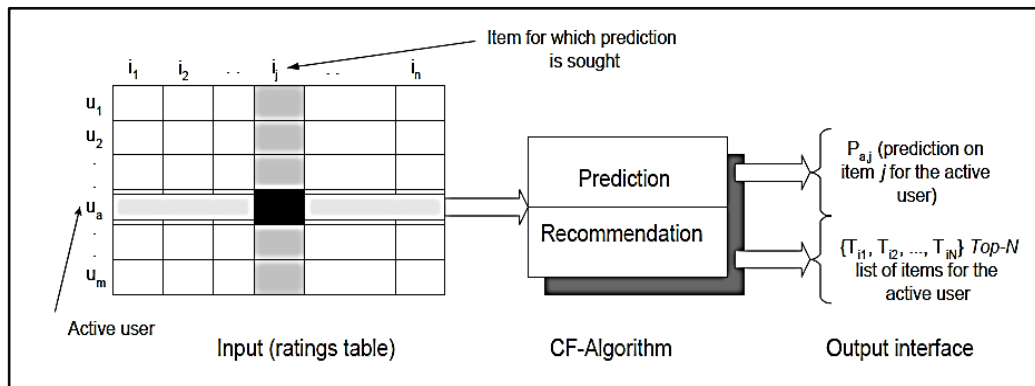 Item for which prediction
is sought
i1 i2 . . ij . . in
u1
u2
.
.
ua
.
.
um
Active user
Input (ratings table)
Prediction
Recommendation
CF-Algorithm
Pa,j (prediction on
item j for the active
user)
{Ti1, Ti2, ..., TiN} Top-N
list of items for the
active user
Output interface